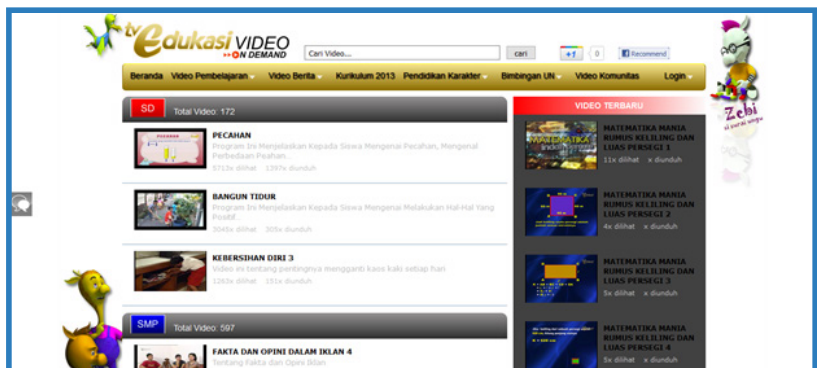 tv Edukasi VIDEO
ON DEMAND
Cari Video...
cari
+1
0
Recommend
Beranda Video Pembelajaran Video Berita Kurikulum 2013 Pendidikan Karakter Bimbingan UN Video Komunitas Login
Zebi
si surai ungu
SD Total Video: 172
PECAHAN
Program Ini Menjelaskan Kepada Siswa Mengenai Pecahan, Mengenal
Perbedaan Peahan..
5713x dilihat 1397x diunduh
BANGUN TIDUR
Program Ini Menjelaskan Kepada Siswa Mengenai Melakukan Hal-Hal Yang
Positif..
3045x dilihat 305x diunduh
KEBERSIHAN DIRI 3
Video ini tentang pentingnya mengganti kaos kaki setiap hari
1263x dilihat 151x diunduh
SMP Total Video: 597
FAKTA DAN OPINI DALAM IKLAN 4
Tentang Fakta dan Opini Iklan
VIDEO TERBARU
MATEMATIKA MANIA
RUMUS KELILING DAN
LUAS PERSEGI 1
11x dilihat x diunduh
MATEMATIKA MANIA
RUMUS KELILING DAN
LUAS PERSEGI 2
4x dilihat x diunduh
MATEMATIKA MANIA
RUMUS KELILING DAN
LUAS PERSEGI 3
5x dilihat x diunduh
MATEMATIKA MANIA
RUMUS KELILING DAN
LUAS PERSEGI 4
5x dilihat x diunduh